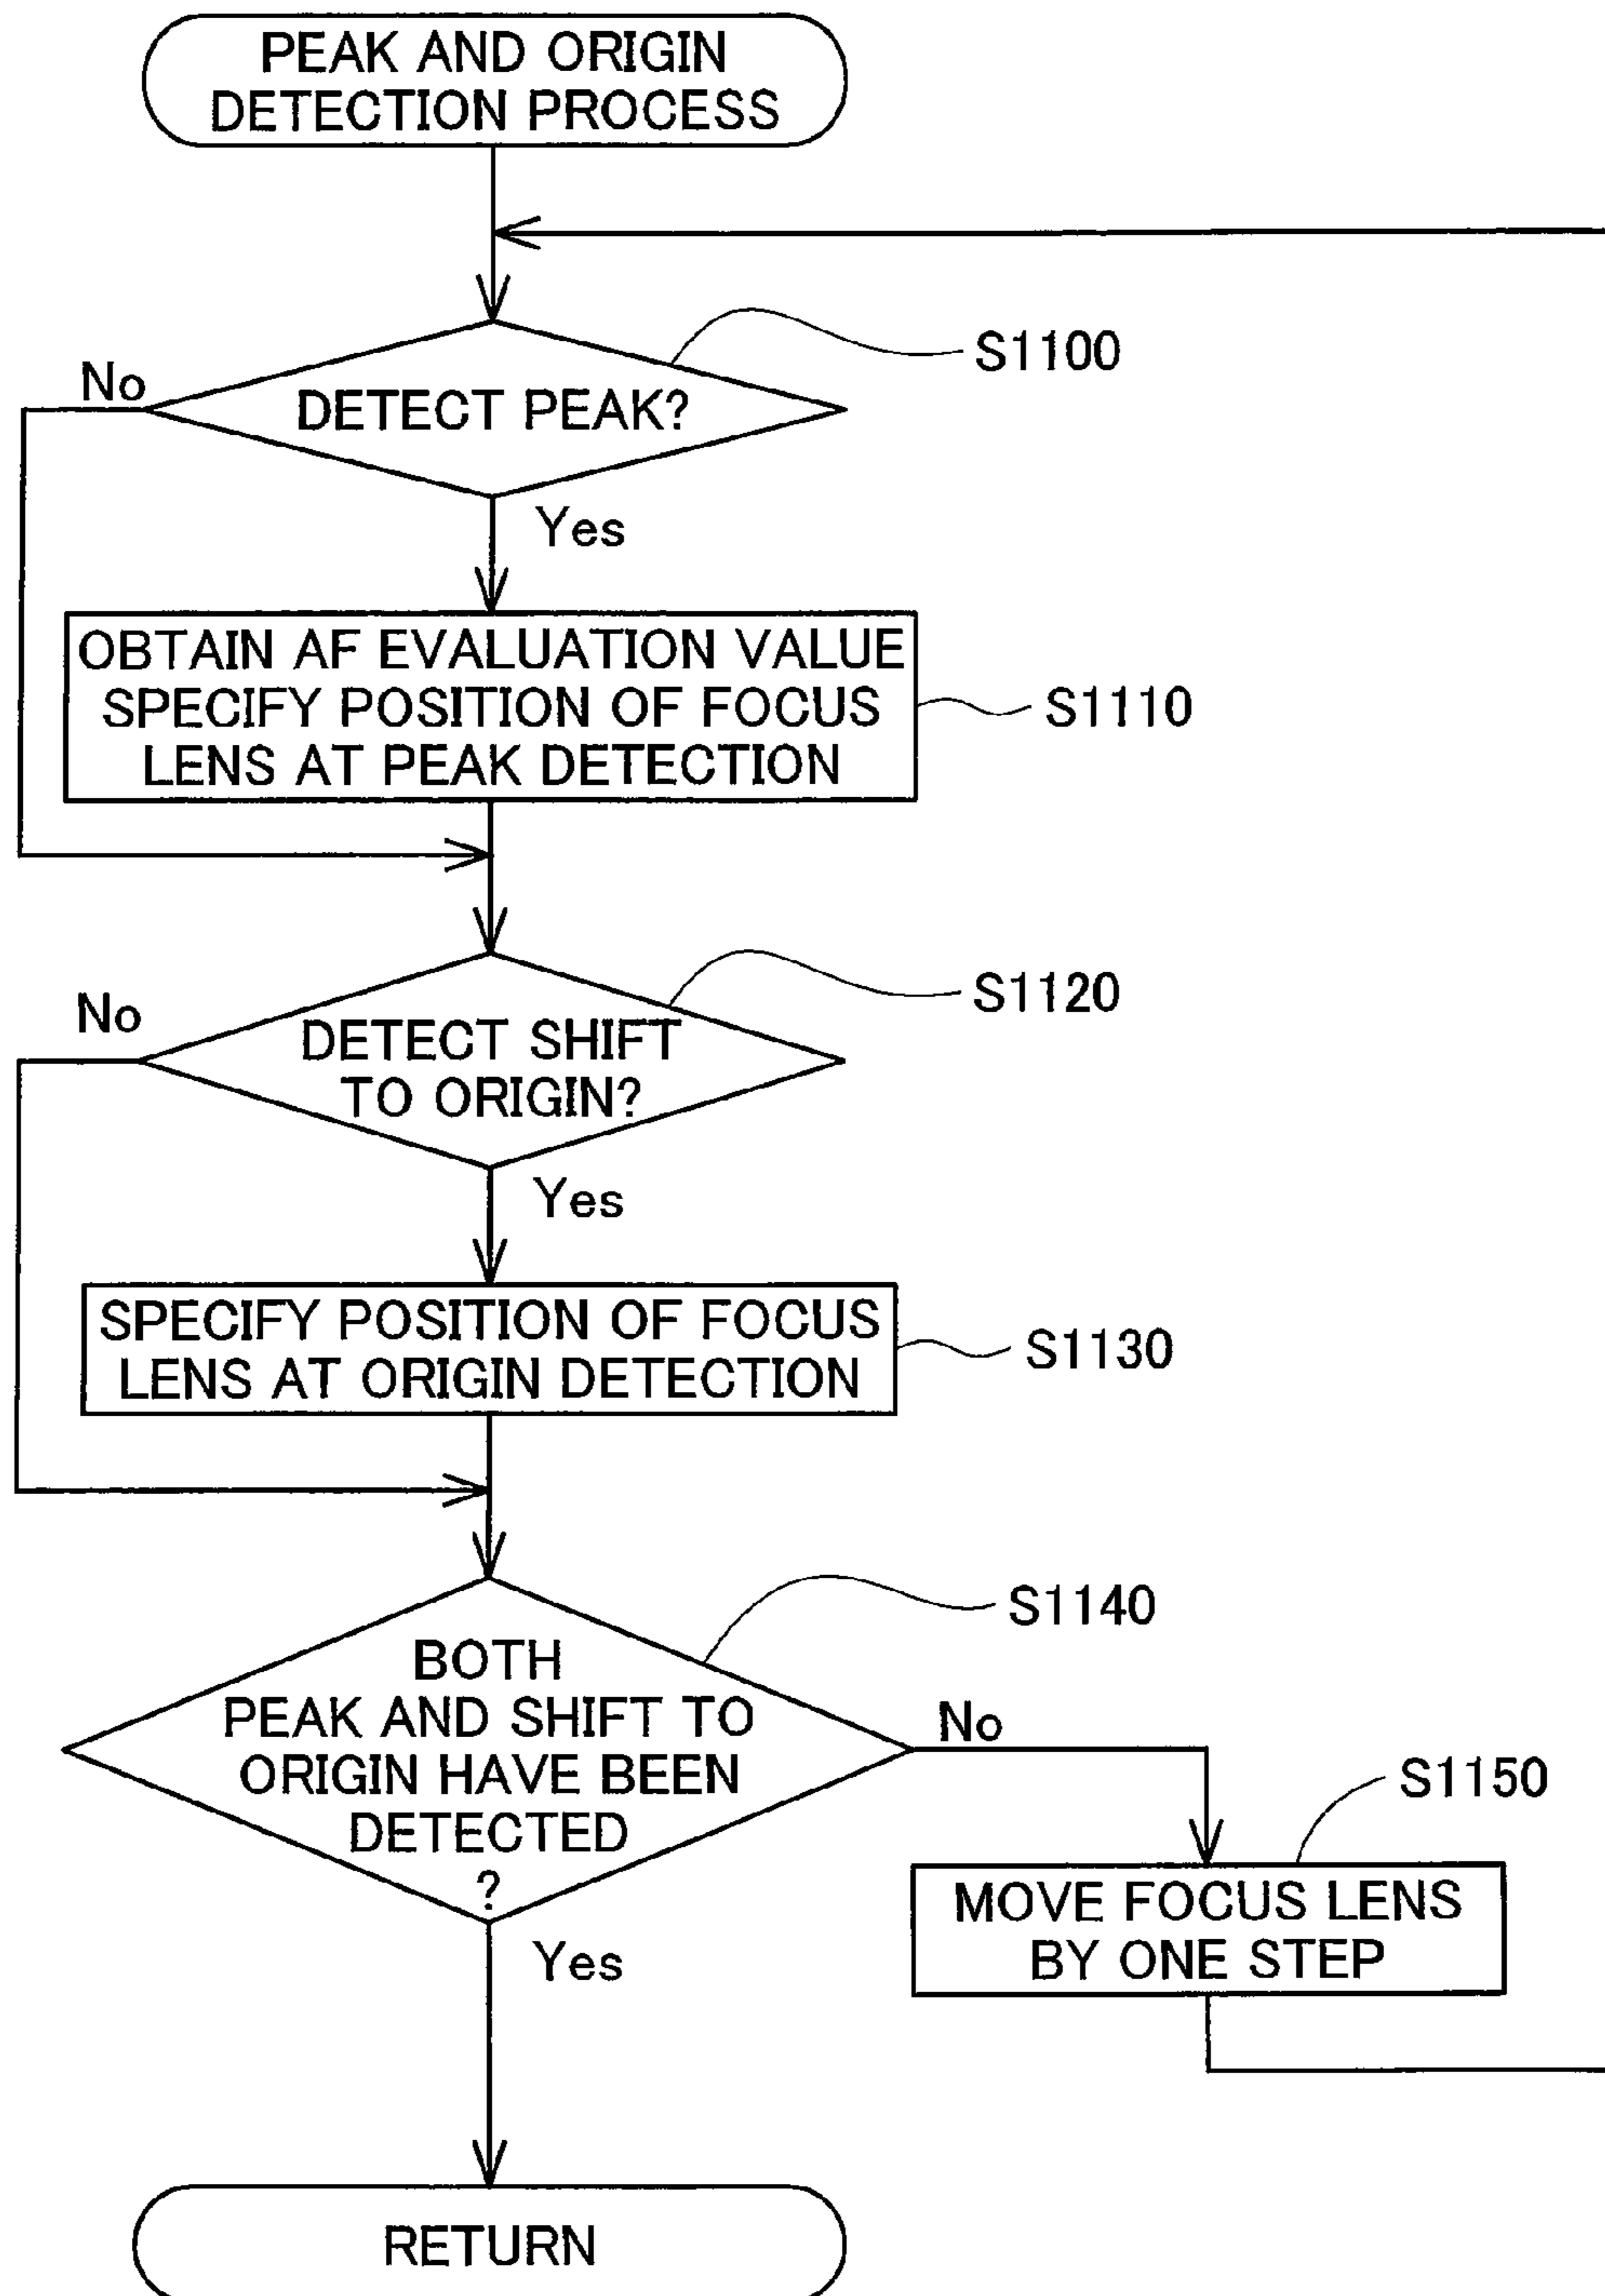 PEAK AND ORIGIN
DETECTION PROCESS
S1100
No
DETECT PEAK?
Yes
OBTAIN AF EVALUATION VALUE
SPECIFY POSITION OF FOCUS
LENS AT PEAK DETECTION
S1110
S1120
No
DETECT SHIFT
TO ORIGIN?
Yes
SPECIFY POSITION OF FOCUS
LENS AT ORIGIN DETECTION
S1130
S1140
BOTH
PEAK AND SHIFT TO
ORIGIN HAVE BEEN
DETECTED
?
No
S1150
MOVE FOCUS LENS
BY ONE STEP
Yes
RETURN